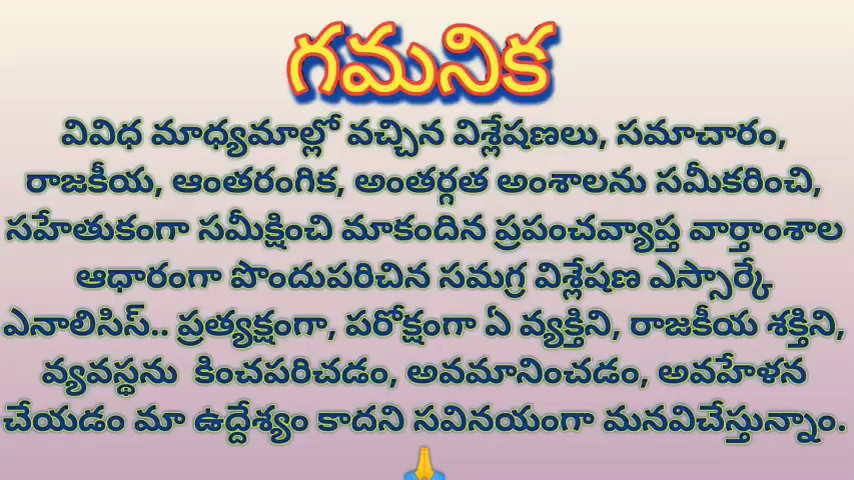 గమనిక
వివిధ మాధ్యమాల్లో వచ్చిన విశ్లేషణలు, సమాచారం,
రాజకీయ, ఆంతరంగిక, అంతర్గత అంశాలను సమీకరించి,
సహేతుకంగా సమీక్షించి మాకందిన ప్రపంచవ్యాప్త వార్తాంశాల
ఆధారంగా పొందుపరిచిన సమగ్ర విశ్లేషణ ఎస్సార్కే
ఎనాలిసిస్.. ప్రత్యక్షంగా, పరోక్షంగా ఏ వ్యక్తిని, రాజకీయ శక్తిని,
వ్యవస్థను కించపరిచడం, అవమానించడం, అవహేళన
చేయడం మా ఉద్దేశ్యం కాదని సవినయంగా మనవిచేస్తున్నాం.
🙏